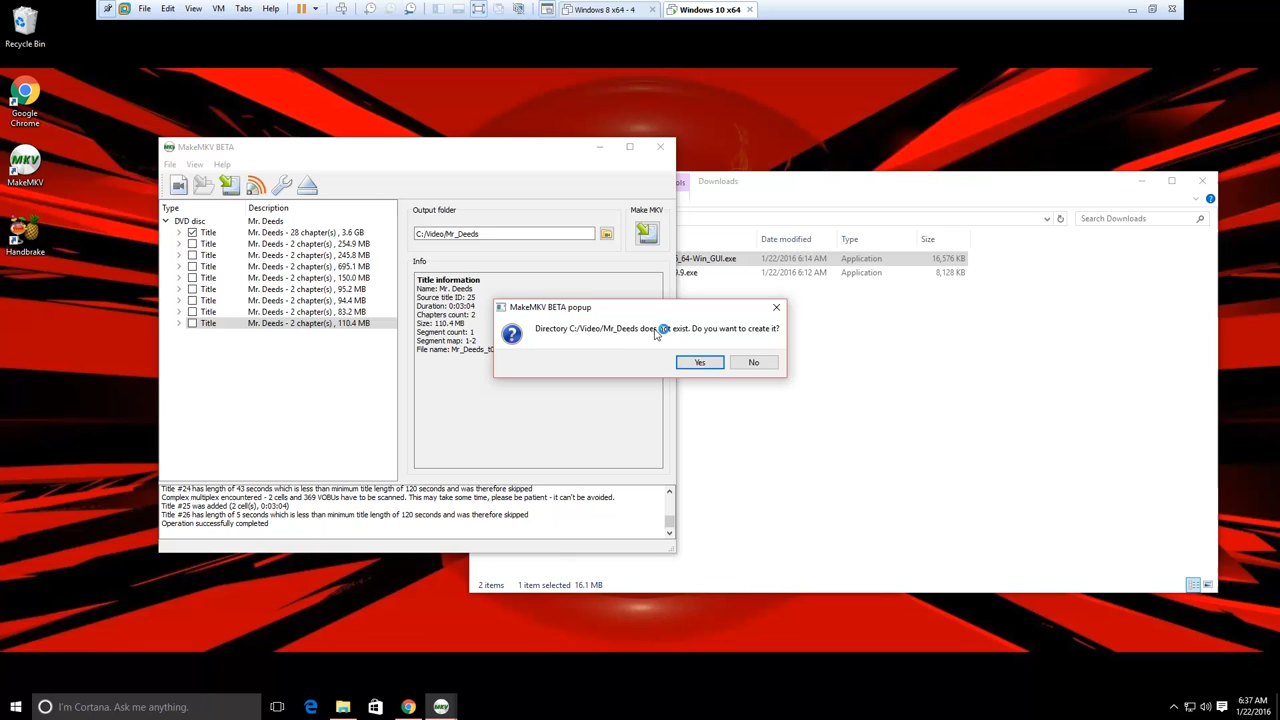 File Edit View VM Tabs Help
Windows 8 x64 - 4
Windows 10 x64
Recycle Bin
Google
Chrome
MKV
MakeMKV
Handbrake
MakeMKV BETA
File View Help
Type Description
DVD disc Mr. Deeds
Title Mr. Deeds - 28 chapter(s) , 3.6 GB
Title Mr. Deeds - 2 chapter(s) , 254.9 MB
Title Mr. Deeds - 2 chapter(s) , 245.8 MB
Title Mr. Deeds - 2 chapter(s) , 695.1 MB
Title Mr. Deeds - 2 chapter(s) , 150.0 MB
Title Mr. Deeds - 2 chapter(s) , 95.2 MB
Title Mr. Deeds - 2 chapter(s) , 94.4 MB
Title Mr. Deeds - 2 chapter(s) , 83.2 MB
Title Mr. Deeds - 2 chapter(s) , 110.4 MB
Output folder
Make MKV
C:/Video/Mr_Deeds
Info
Title information
Name: Mr. Deeds
Source title ID: 25
Duration: 0:03:04
Chapters count: 2
Size: 110.4 MB
Segment count: 1
Segment map: 1-2
File name: Mr_Deeds_t0
Title #24 has length of 43 seconds which is less than minimum title length of 120 seconds and was therefore skipped
Complex multiplex encountered - 2 cells and 369 VOBUs have to be scanned. This may take some time, please be patient - it can't be avoided.
Title #25 was added (2 cell(s), 0:03:04)
Title #26 has length of 5 seconds which is less than minimum title length of 120 seconds and was therefore skipped
Operation successfully completed
MakeMKV BETA popup
Directory C:/Video/Mr_Deeds does not exist. Do you want to create it?
Yes No
ols Downloads
Search Downloads
Date modified Type Size
_64-Win_GUI.exe 1/22/2016 6:14 AM Application 16,576 KB
.9.exe 1/22/2016 6:12 AM Application 8,128 KB
2 items 1 item selected 16.1 MB
I'm Cortana. Ask me anything.
MKV
6:37 AM
1/22/2016